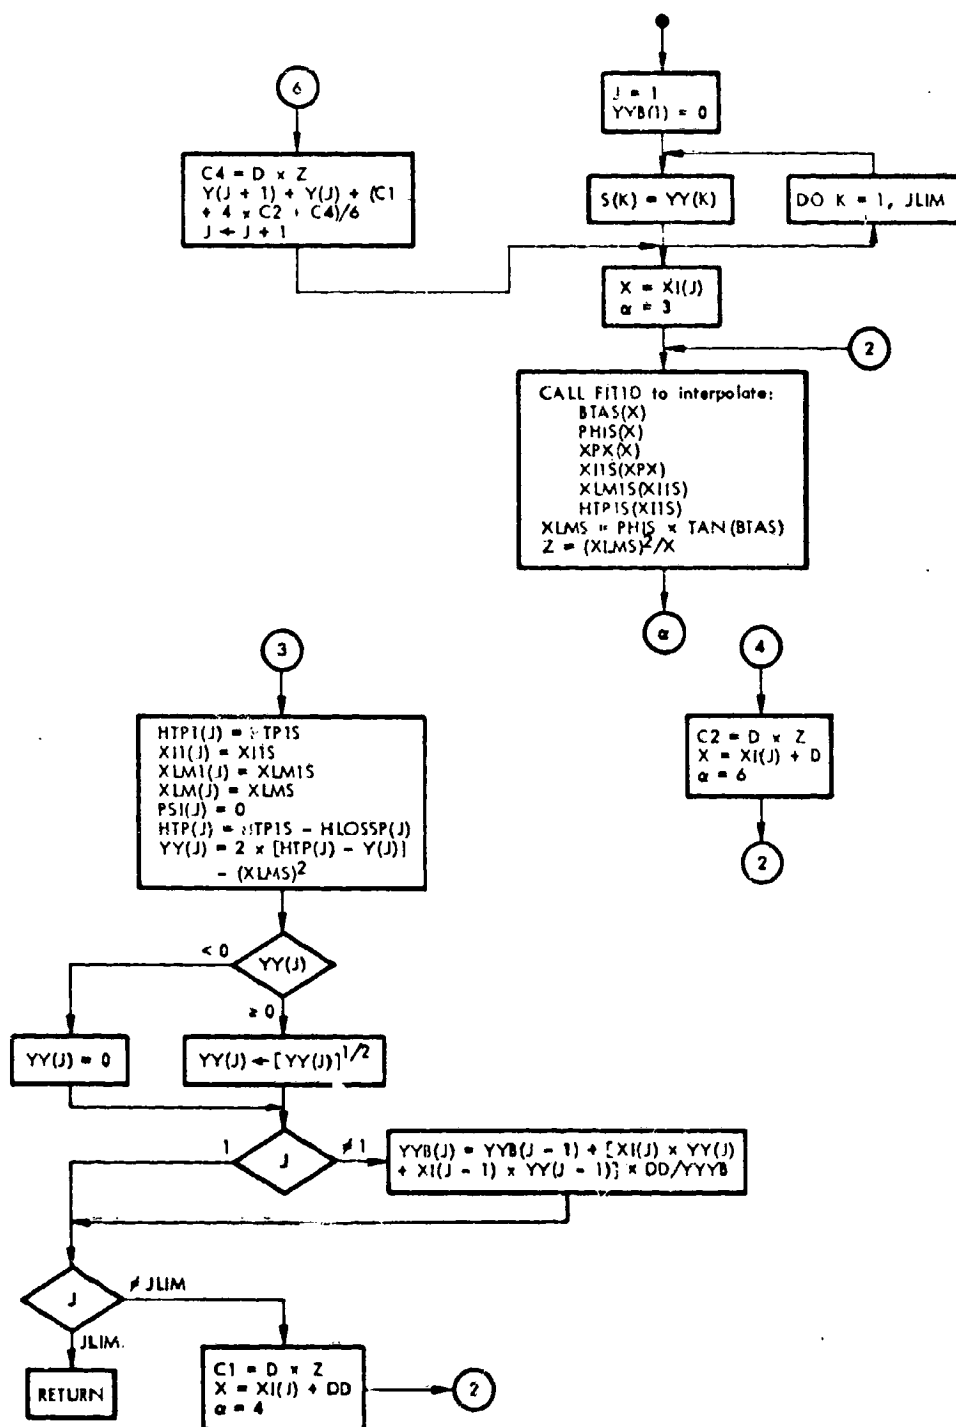 J = 1
YYB(1) = 0
6
C4 = D × Z
Y(J + 1) + Y(J) + (C1
+ 4 × C2 + C4)/6
J ← J + 1
S(K) = YY(K)
DO K = 1, JLIM
X = XI(J)
α = 3
2
CALL FIT1D to interpolate:
BTAS(X)
PHIS(X)
XPX(X)
XI1S(XPX)
XLM1S(XI1S)
HTP1S(XI1S)
XLMS = PHIS × TAN(BTAS)
Z = (XLMS)²/X
α
3
HTP1(J) = HTP1S
XI1(J) = XI1S
XLM1(J) = XLM1S
XLM(J) = XLMS
PSI(J) = 0
HTP(J) = HTP1S - HLOSSP(J)
YY(J) = 2 × [HTP(J) - Y(J)]
- (XLMS)²
4
C2 = D × Z
X = XI(J) + D
α = 6
2
< 0
YY(J)
≥ 0
YY(J) = 0
YY(J) ← [YY(J)]^1/2
1
J
≠ 1
YYB(J) = YYB(J - 1) + [XI(J) × YY(J)
+ XI(J - 1) × YY(J - 1)] × DD/YYYB
J
≠ JLIM
JLIM
RETURN
C1 = D × Z
X = XI(J) + DD
α = 4
2